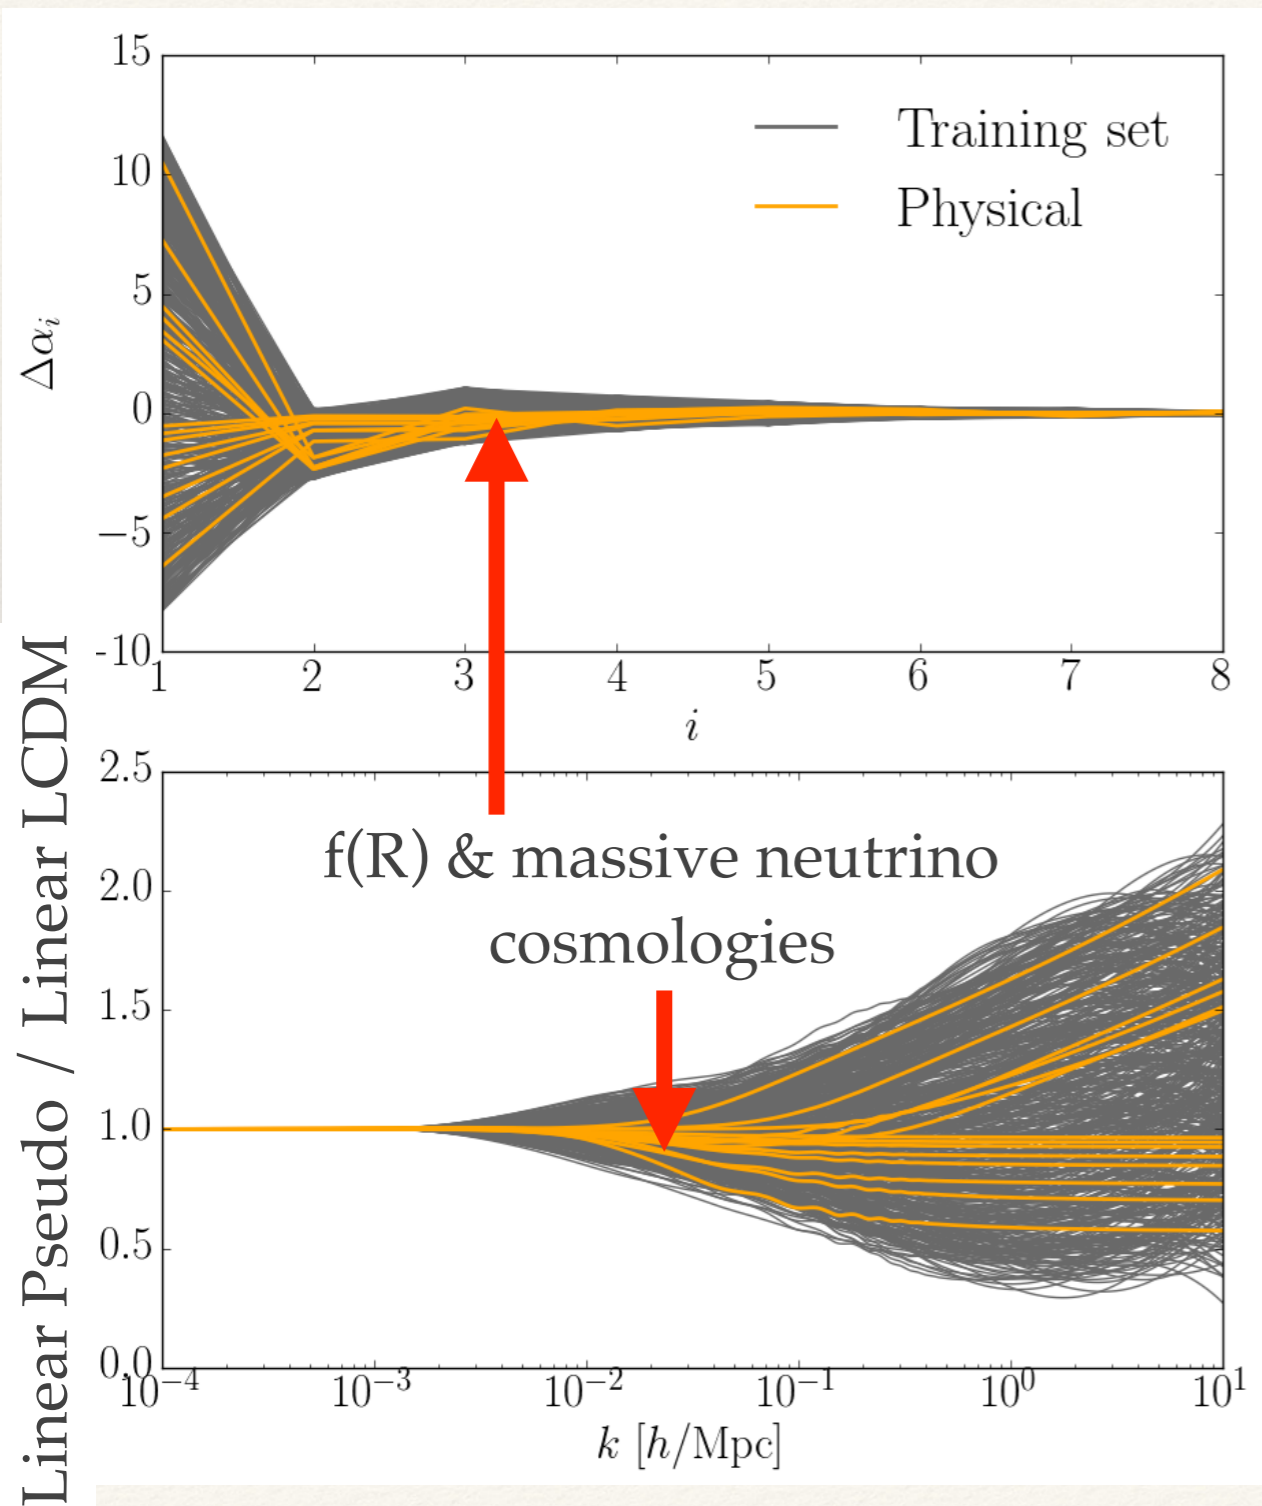 15
10
5
0
−5
-10
Δα_i
Training set
Physical
1 2 3 4 5 6 7 8
i
Linear Pseudo / Linear LCDM
2.5
2.0
1.5
1.0
0.5
0.0
f(R) & massive neutrino
cosmologies
10⁻⁴ 10⁻³ 10⁻² 10⁻¹ 10⁰ 10¹
k [h/Mpc]